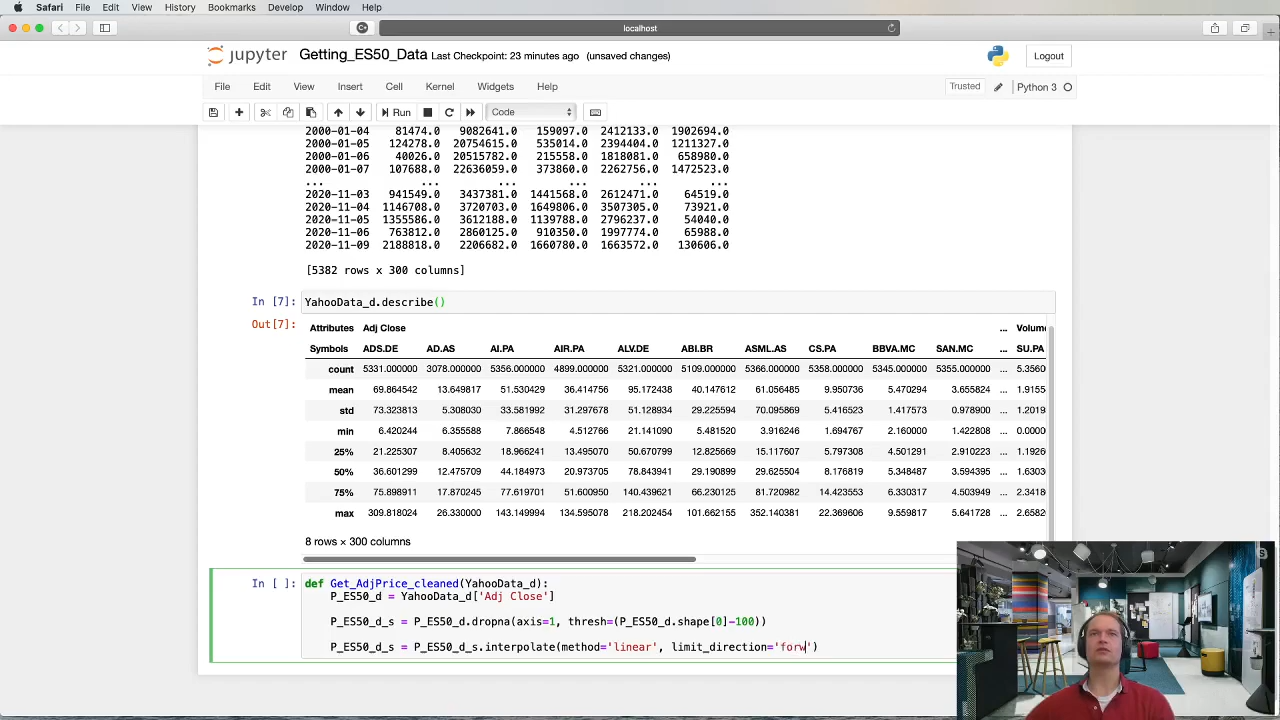 Safari File Edit View History Bookmarks Develop Window Help
localhost
jupyter Getting_ES50_Data Last Checkpoint: 23 minutes ago (unsaved changes) Logout
File Edit View Insert Cell Kernel Widgets Help Trusted Python 3
Run Code
2000-01-04 81474.0 9082641.0 159097.0 2412133.0 1902694.0
2000-01-05 124278.0 20754615.0 535014.0 2394404.0 1211327.0
2000-01-06 40026.0 20515782.0 215558.0 1818081.0 658980.0
2000-01-07 107688.0 22636059.0 373860.0 2262756.0 1472523.0
... ... ... ... ... ...
2020-11-03 941549.0 3437381.0 1441568.0 2612471.0 64519.0
2020-11-04 1146708.0 3720703.0 1649806.0 3507305.0 73921.0
2020-11-05 1355586.0 3612188.0 1139788.0 2796237.0 54040.0
2020-11-06 763812.0 2860125.0 910350.0 1997774.0 65988.0
2020-11-09 2188818.0 2206682.0 1660780.0 1663572.0 130606.0
[5382 rows x 300 columns]
In [7]: YahooData_d.describe()
Out[7]: Attributes Adj Close ... Volume
Symbols ADS.DE AD.AS AI.PA AIR.PA ALV.DE ABI.BR ASML.AS CS.PA BBVA.MC SAN.MC ... SU.PA
count 5331.000000 3078.000000 5356.000000 4899.000000 5321.000000 5109.000000 5366.000000 5358.000000 5345.000000 5355.000000 ... 5.3560
mean 69.864542 13.649817 51.530429 36.414756 95.172438 40.147612 61.056485 9.950736 5.470294 3.655824 ... 1.9155
std 73.323813 5.308030 33.581992 31.297678 51.128934 29.225594 70.095869 5.416523 1.417573 0.978900 ... 1.2019
min 6.420244 6.355588 7.866548 4.512766 21.141090 5.481520 3.916246 1.694767 2.160000 1.422808 ... 0.0000
25% 21.225307 8.405632 18.966241 13.495070 50.670799 12.825669 15.117607 5.797308 4.501291 2.910223 ... 1.1926
50% 36.601299 12.475709 44.184973 20.973705 78.843941 29.190899 29.625504 8.176819 5.348487 3.594395 ... 1.6303
75% 75.898911 17.870245 77.619701 51.600950 140.439621 66.230125 81.720982 14.423553 6.330317 4.503949 ... 2.3418
max 309.818024 26.330000 143.149994 134.595078 218.202454 101.662155 352.140381 22.369606 9.559817 5.641728 ... 2.6582
8 rows × 300 columns
In [ ]: def Get_AdjPrice_cleaned(YahooData_d):
P_ES50_d = YahooData_d['Adj Close']
P_ES50_d_s = P_ES50_d.dropna(axis=1, thresh=(P_ES50_d.shape[0]-100))
P_ES50_d_s = P_ES50_d_s.interpolate(method='linear', limit_direction='forw')